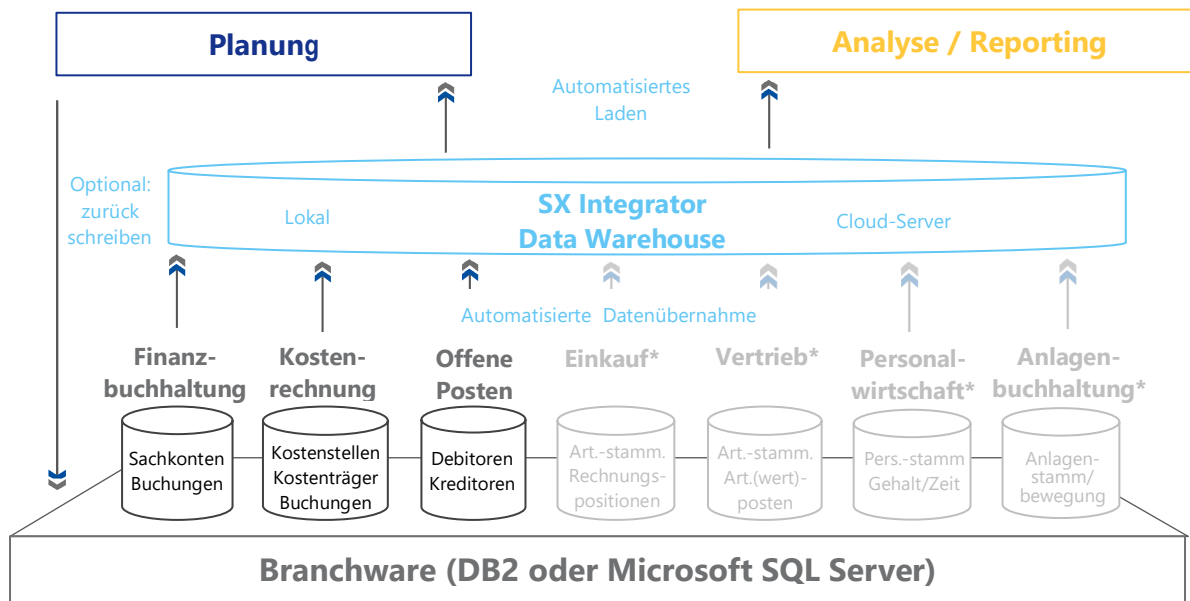 Planung
Analyse / Reporting
Automatisiertes
Laden
Optional:
zurück
schreiben
Lokal
SX Integrator
Data Warehouse
Cloud-Server
Automatisierte Datenübernahme
Finanz-
buchhaltung
Kosten-
rechnung
Offene
Posten
Einkauf*
Vertrieb*
Personal-
wirtschaft*
Anlagen-
buchhaltung*
Sachkonten
Buchungen
Kostenstellen
Kostenträger
Buchungen
Debitoren
Kreditoren
Art.-stamm.
Rechnungs-
positionen
Art.-stamm.
Art.(wert)-
posten
Pers.-stamm
Gehalt/Zeit
Anlagen-
stamm/
bewegung
Branchware (DB2 oder Microsoft SQL Server)